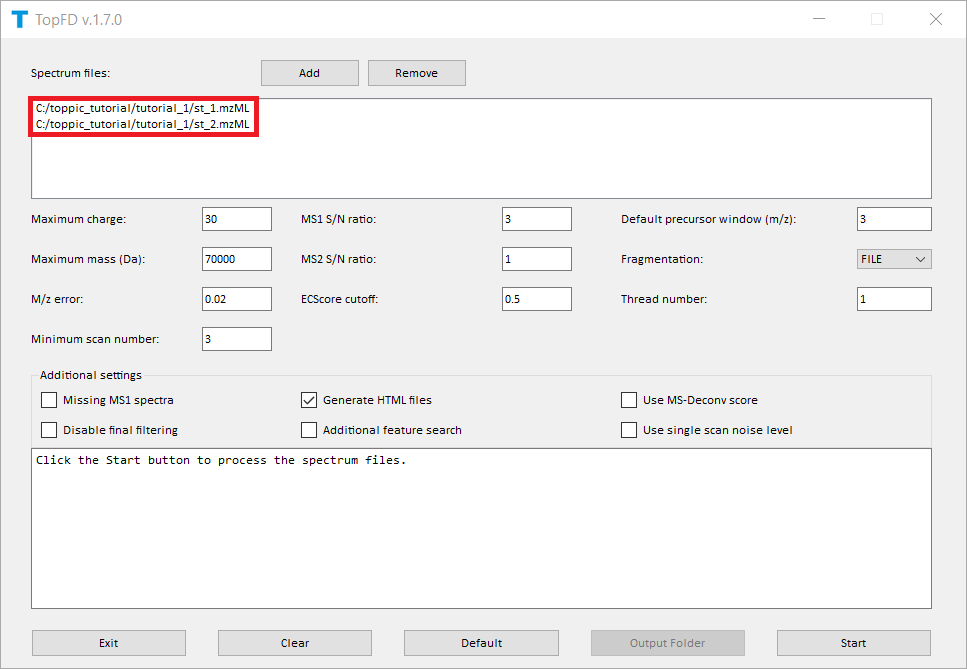 TopFD v.1.7.0
Spectrum files: Add Remove
C:/toppic_tutorial/tutorial_1/st_1.mzML
C:/toppic_tutorial/tutorial_1/st_2.mzML
Maximum charge: 30 MS1 S/N ratio: 3 Default precursor window (m/z): 3
Maximum mass (Da): 70000 MS2 S/N ratio: 1 Fragmentation: FILE
M/z error: 0.02 ECScore cutoff: 0.5 Thread number: 1
Minimum scan number: 3
Additional settings
Missing MS1 spectra Generate HTML files Use MS-Deconv score
Disable final filtering Additional feature search Use single scan noise level
Click the Start button to process the spectrum files.
Exit Clear Default Output Folder Start